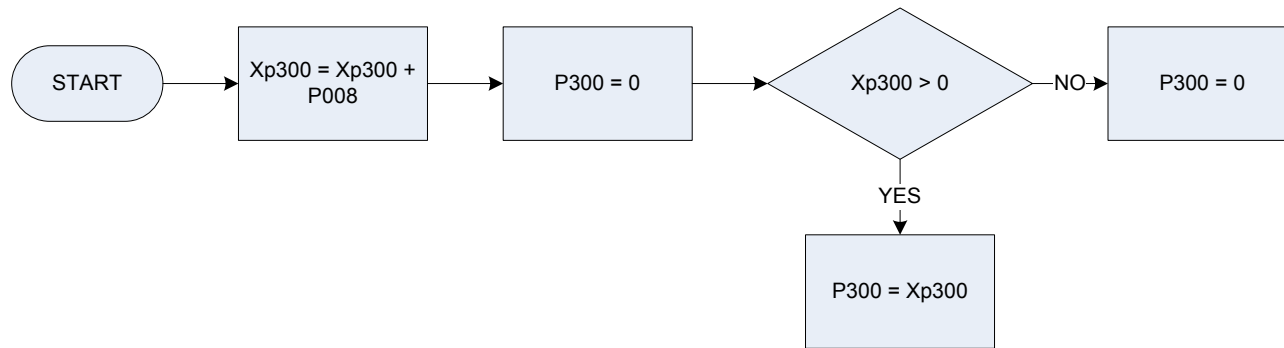 START
Xp300 = Xp300 +
P008
P300 = 0
Xp300 > 0
NO
P300 = 0
YES
P300 = Xp300